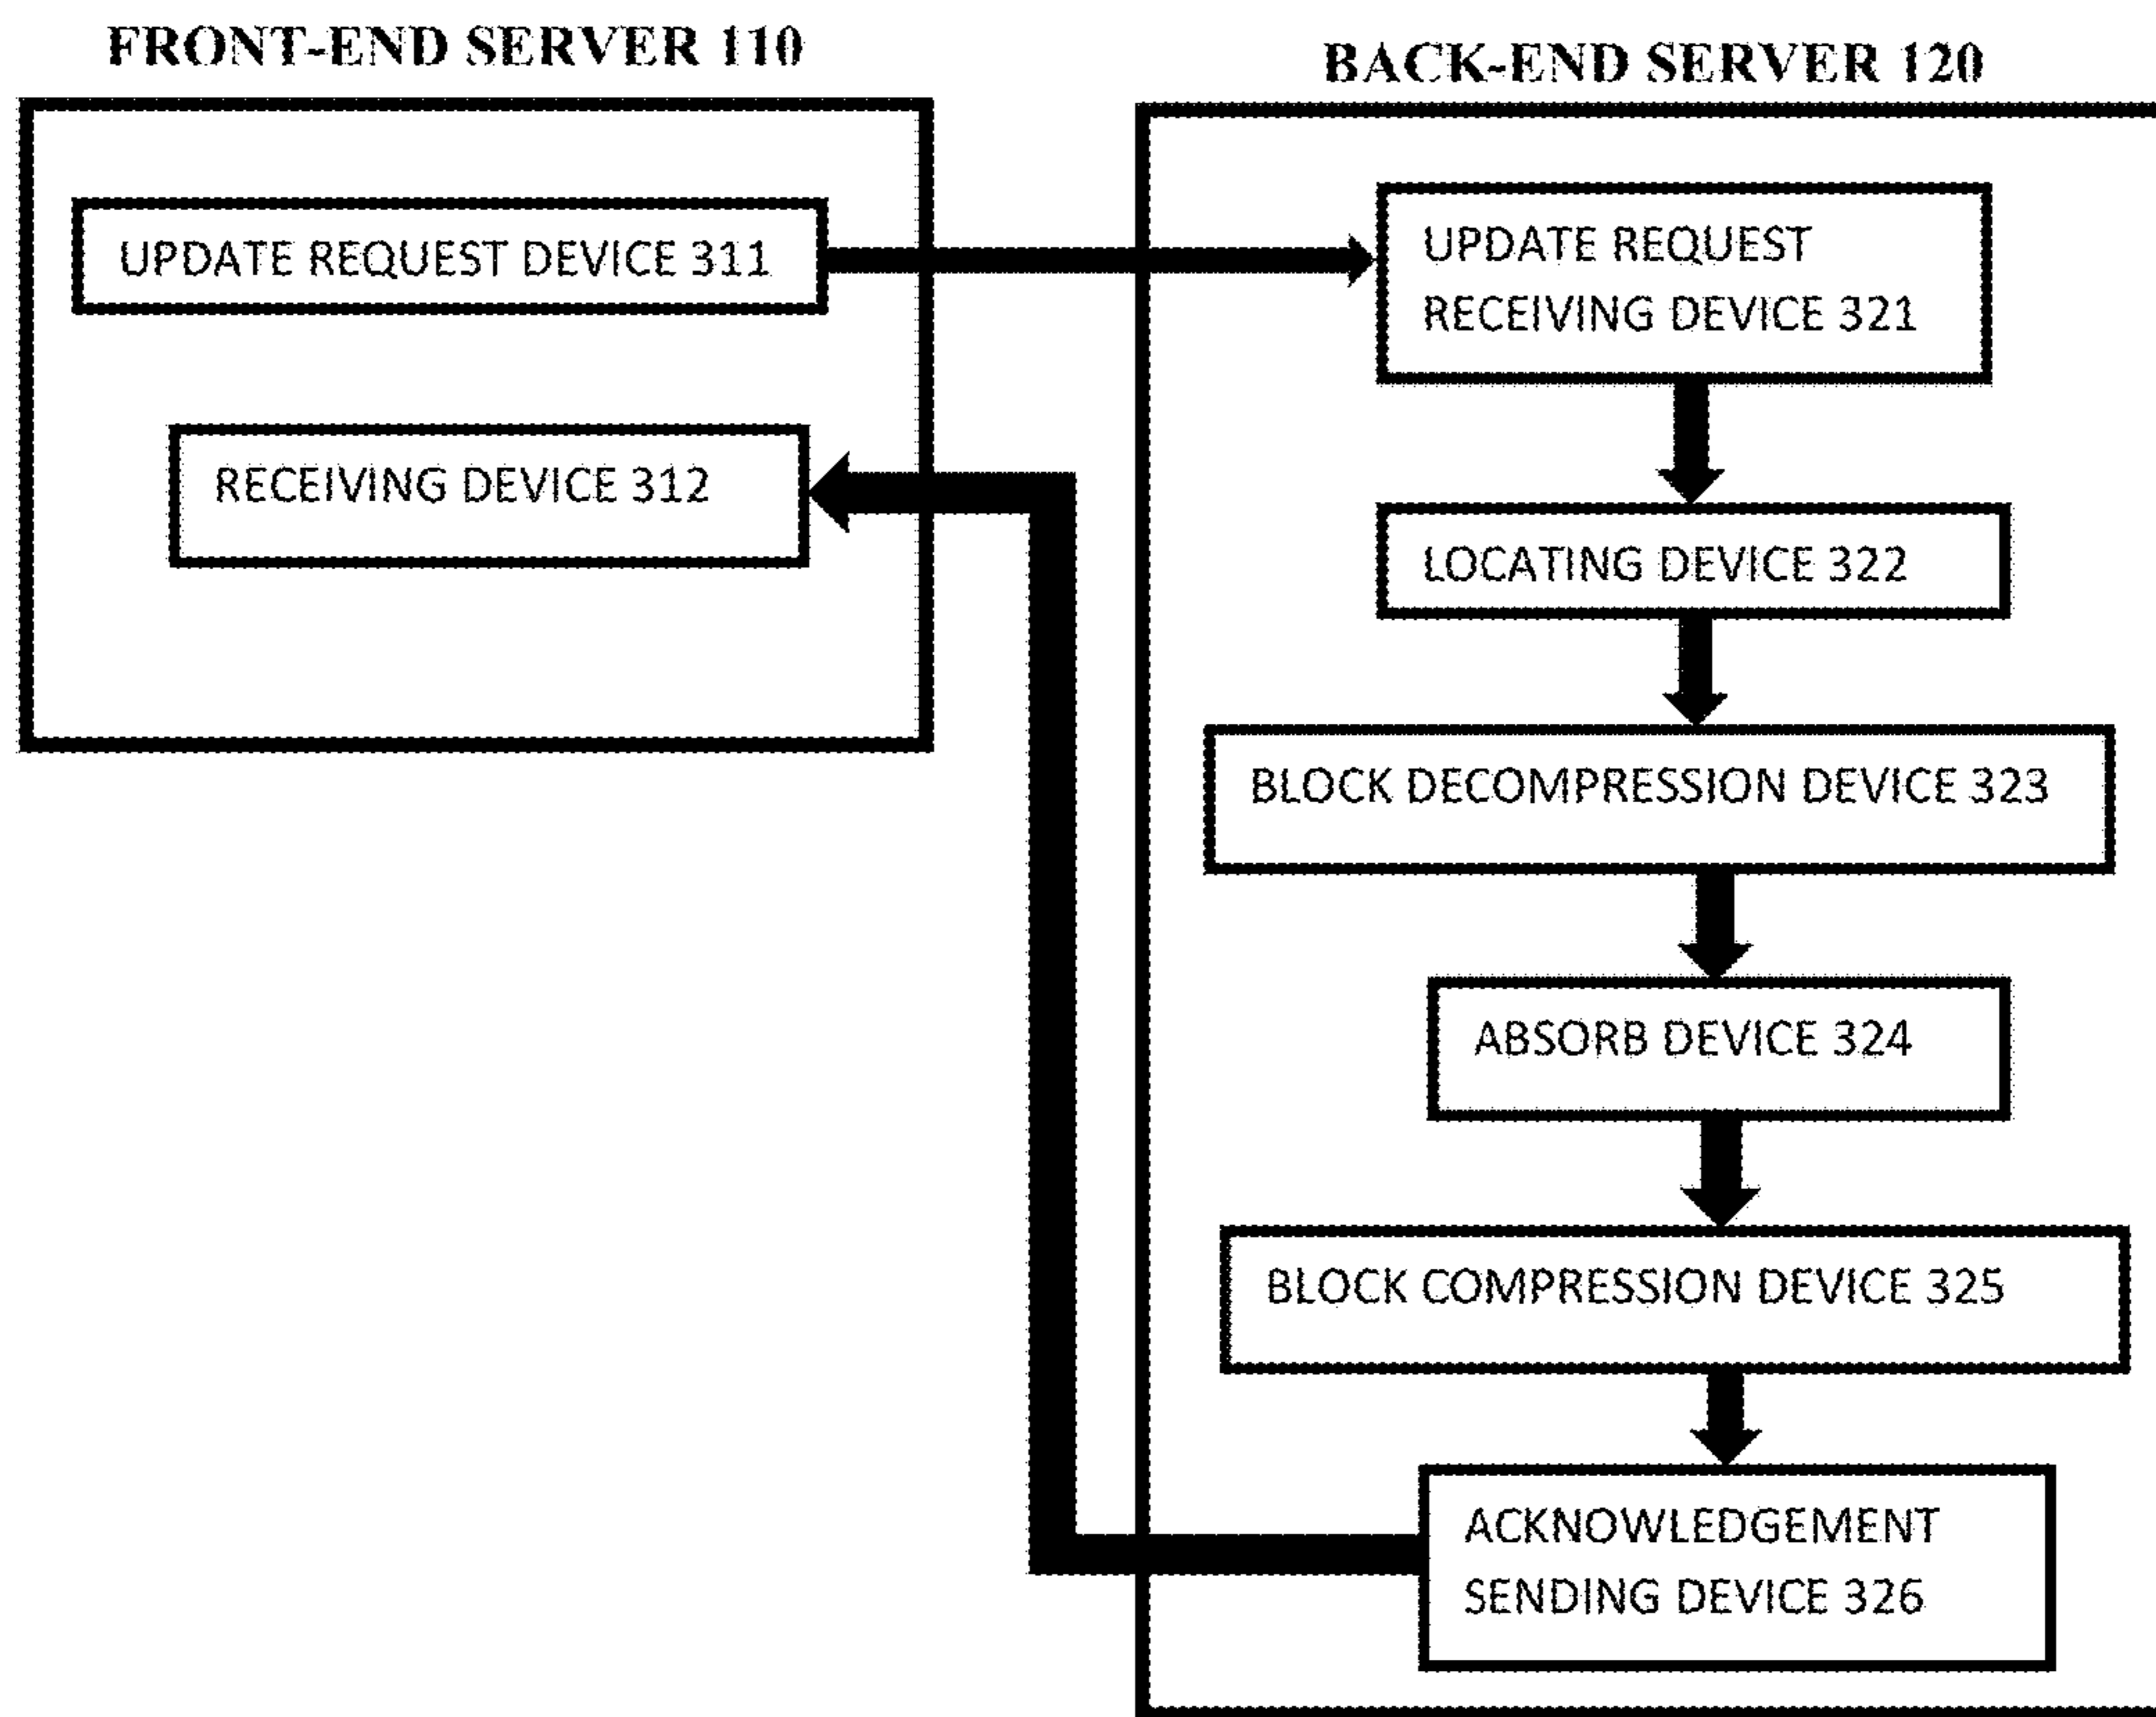 FRONT-END SERVER 110
UPDATE REQUEST DEVICE 311
RECEIVING DEVICE 312
BACK-END SERVER 120
UPDATE REQUEST
RECEIVING DEVICE 321
LOCATING DEVICE 322
BLOCK DECOMPRESSION DEVICE 323
ABSORB DEVICE 324
BLOCK COMPRESSION DEVICE 325
ACKNOWLEDGEMENT
SENDING DEVICE 326